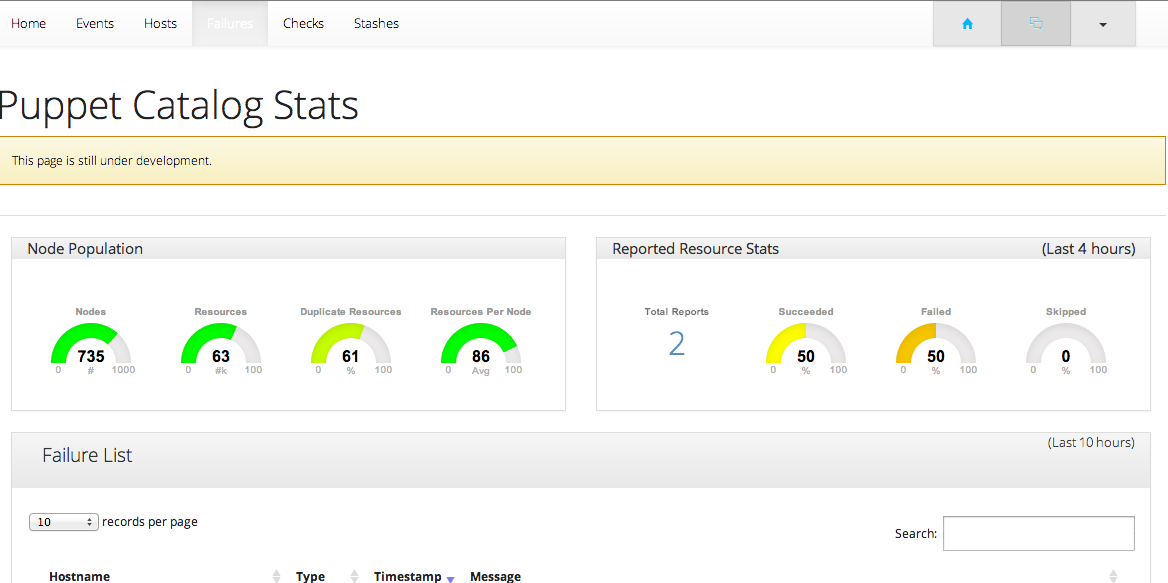 Home Events Hosts Failures Checks Stashes
Puppet Catalog Stats
This page is still under development.
Node Population
Nodes Resources Duplicate Resources Resources Per Node
735 63 61 86
0 # 1000 0 #k 100 0 % 100 0 Avg 100
Reported Resource Stats (Last 4 hours)
Total Reports Succeeded Failed Skipped
2 50 50 0
0 % 100 0 % 100 0 % 100
Failure List (Last 10 hours)
10 records per page
Search:
Hostname Type Timestamp Message